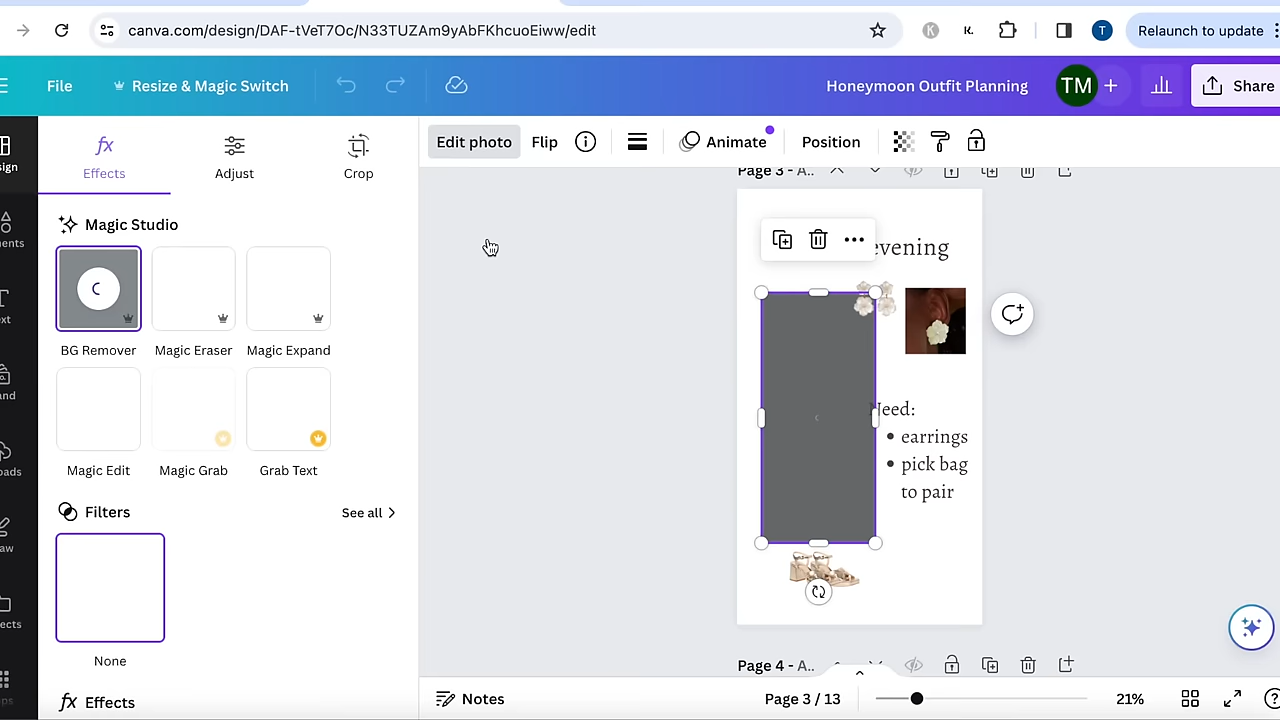 canva.com/design/DAF-tVeT7Oc/N33TUZAm9yAbFKhcuoEiww/edit
K
K.
T
Relaunch to update
File
Resize & Magic Switch
Honeymoon Outfit Planning
TM
Share
Effects
Adjust
Crop
Edit photo
Flip
Animate
Position
Page 3 - A..
Magic Studio
BG Remover
Magic Eraser
Magic Expand
Magic Edit
Magic Grab
Grab Text
Filters
See all
None
Effects
evening
Need:
• earrings
• pick bag
to pair
Page 4 - A..
Notes
Page 3 / 13
21%